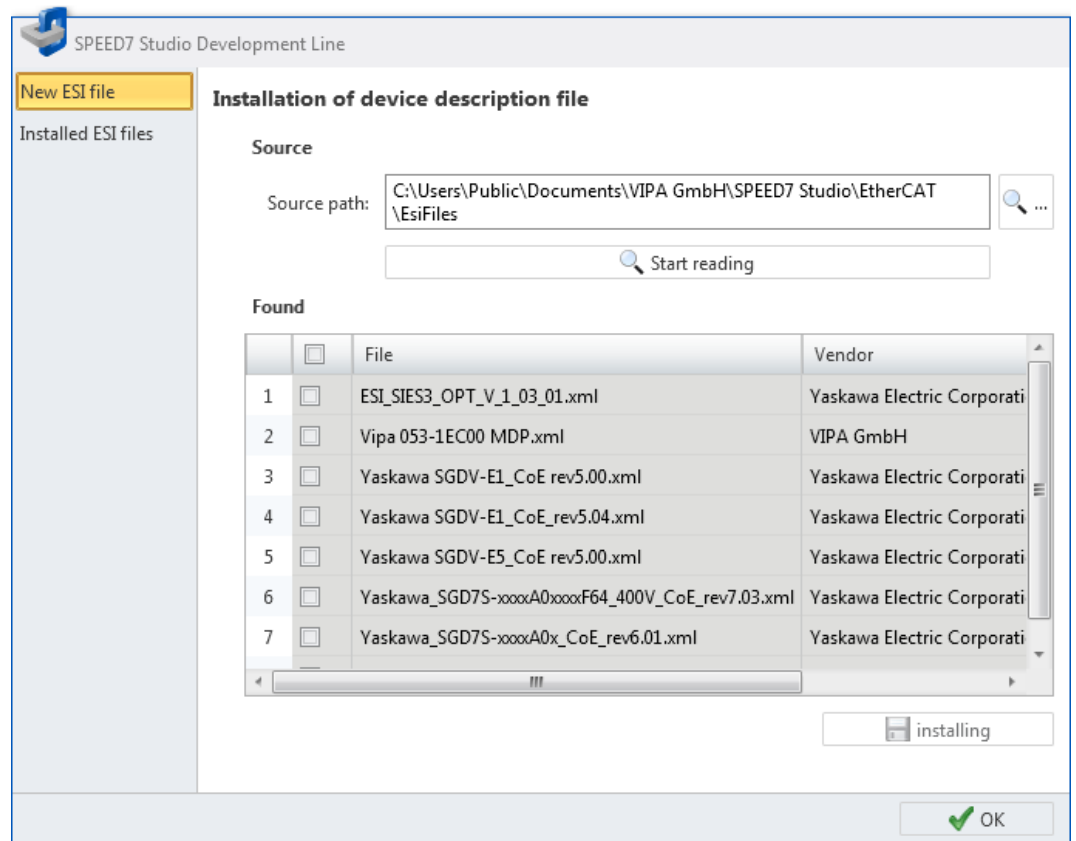 SPEED7 Studio Development Line
New ESI file
Installed ESI files
Installation of device description file
Source
Source path:
C:\Users\Public\Documents\VIPA GmbH\SPEED7 Studio\EtherCAT
\EsiFiles
...
Start reading
Found
File Vendor
1 ESI_SIES3_OPT_V_1_03_01.xml Yaskawa Electric Corporati
2 Vipa 053-1EC00 MDP.xml VIPA GmbH
3 Yaskawa SGDV-E1_CoE rev5.00.xml Yaskawa Electric Corporati
4 Yaskawa SGDV-E1_CoE_rev5.04.xml Yaskawa Electric Corporati
5 Yaskawa SGDV-E5_CoE rev5.00.xml Yaskawa Electric Corporati
6 Yaskawa_SGD7S-xxxxA0xxxxF64_400V_CoE_rev7.03.xml Yaskawa Electric Corporati
7 Yaskawa_SGD7S-xxxxA0x_CoE_rev6.01.xml Yaskawa Electric Corporati
installing
OK